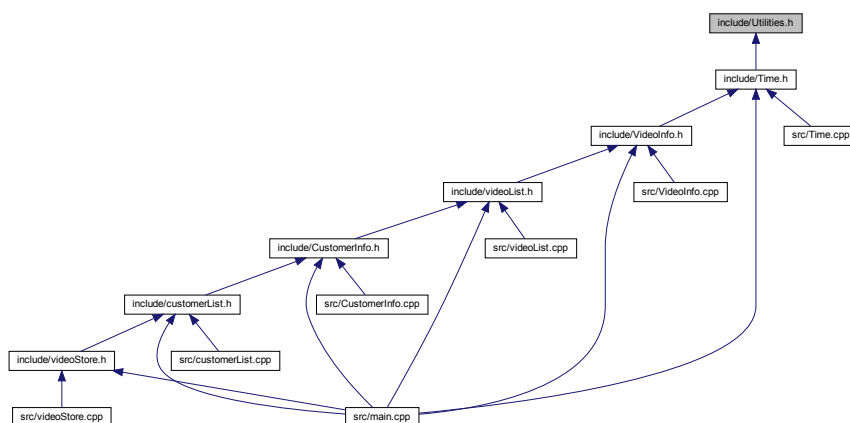 include/Utilities.h
include/Time.h
include/VideoInfo.h
src/Time.cpp
include/videoList.h
src/VideoInfo.cpp
include/CustomerInfo.h
src/videoList.cpp
include/customerList.h
src/CustomerInfo.cpp
include/videoStore.h
src/customerList.cpp
src/videoStore.cpp
src/main.cpp